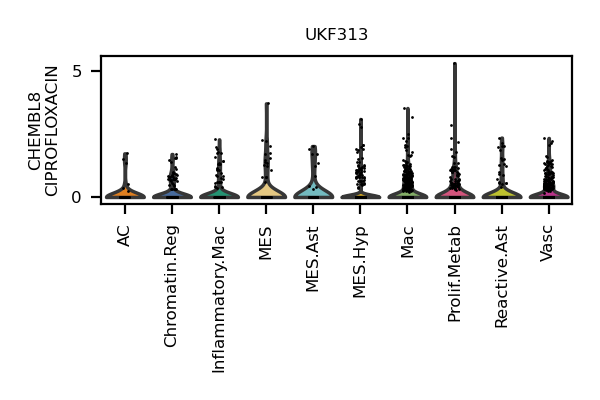 UKF313
CHEMBL8
CIPROFLOXACIN
5
0
AC
Chromatin.Reg
Inflammatory.Mac
MES
MES.Ast
MES.Hyp
Mac
Prolif.Metab
Reactive.Ast
Vasc